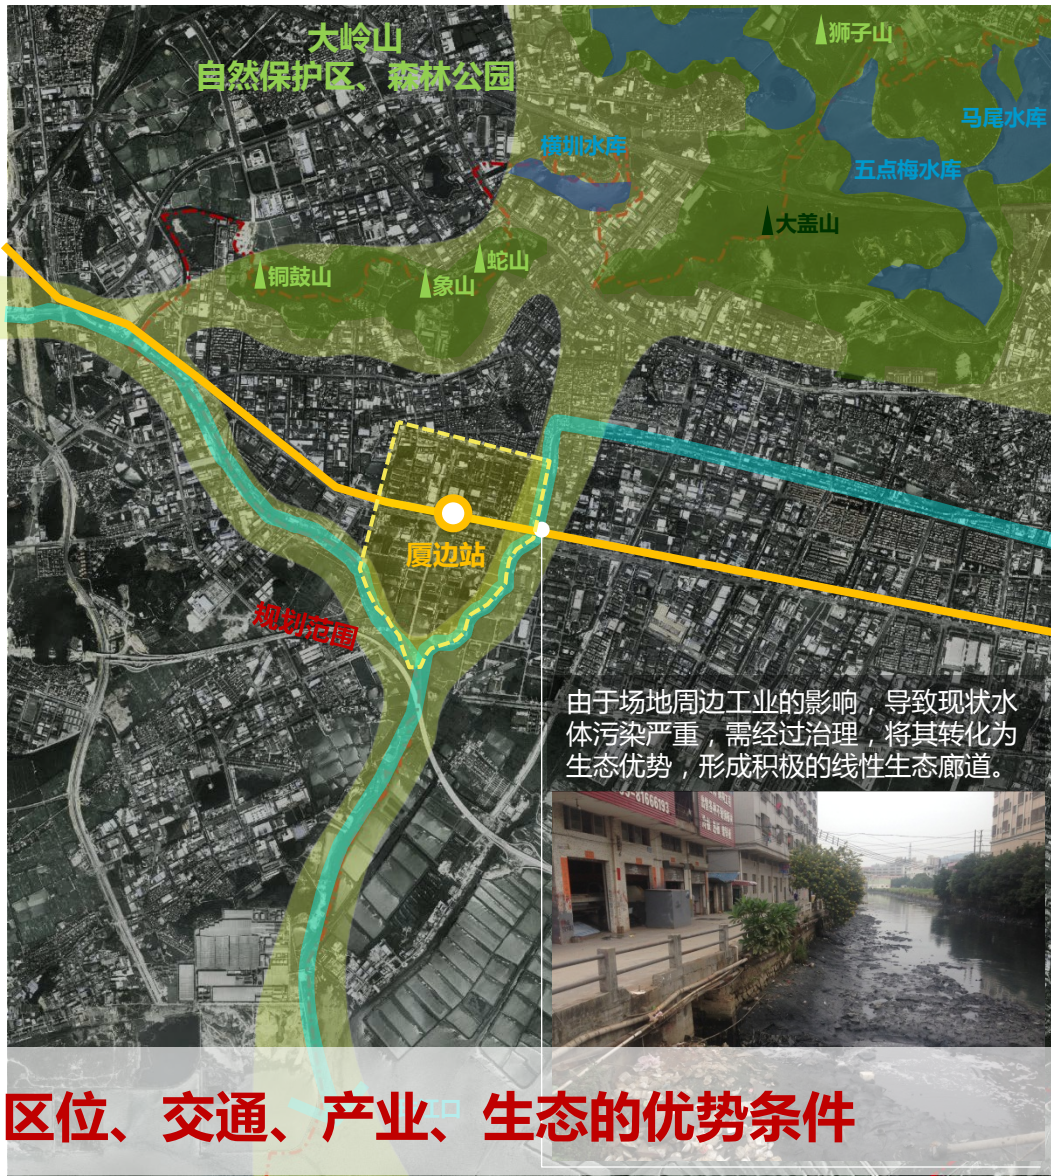 大岭山
自然保护区、森林公园
狮子山
马尾水库
横圳水库
五点梅水库
大盖山
蛇山
铜鼓山
象山
厦边站
规划范围
由于场地周边工业的影响，导致现状水
体污染严重，需经过治理，将其转化为
生态优势，形成积极的线性生态廊道。
81666193
江口
区位、交通、产业、生态的优势条件